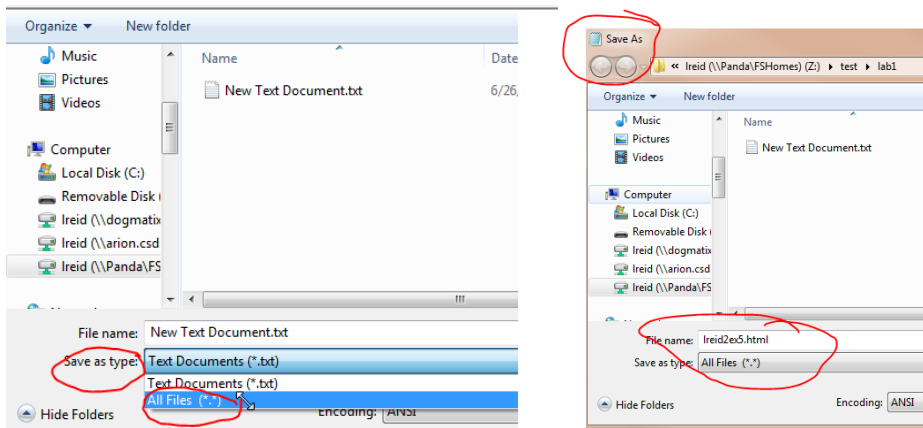 Organize New folder
Music
Pictures
Videos
Computer
Local Disk (C:)
Removable Disk
lreid (\\dogmatix
lreid (\\arion.csd
lreid (\\Panda\FS
Name Date
New Text Document.txt 6/26,
File name: New Text Document.txt
Save as type: Text Documents (*.txt)
Text Documents (*.txt)
All Files (*.*)
Hide Folders Encoding: ANSI
Save As
« lreid (\\Panda\FSHomes) (Z:) test lab1
Organize New folder
Music
Pictures
Videos
Computer
Local Disk (C:)
Removable Disk
lreid (\\dogmatix
lreid (\\arion.csd
lreid (\\Panda\FS
Name
New Text Document.txt
File name: lreid2ex5.html
Save as type: All Files (*.*)
Hide Folders Encoding: ANSI